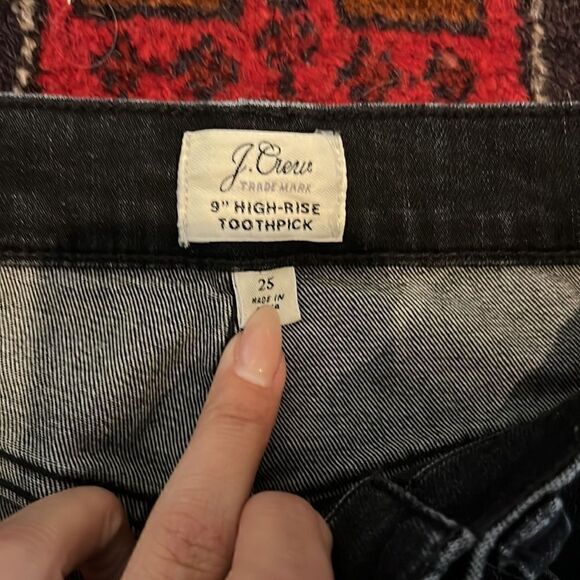 J.Crew
TRADEMARK
9" HIGH-RISE
TOOTHPICK
25
MADE IN